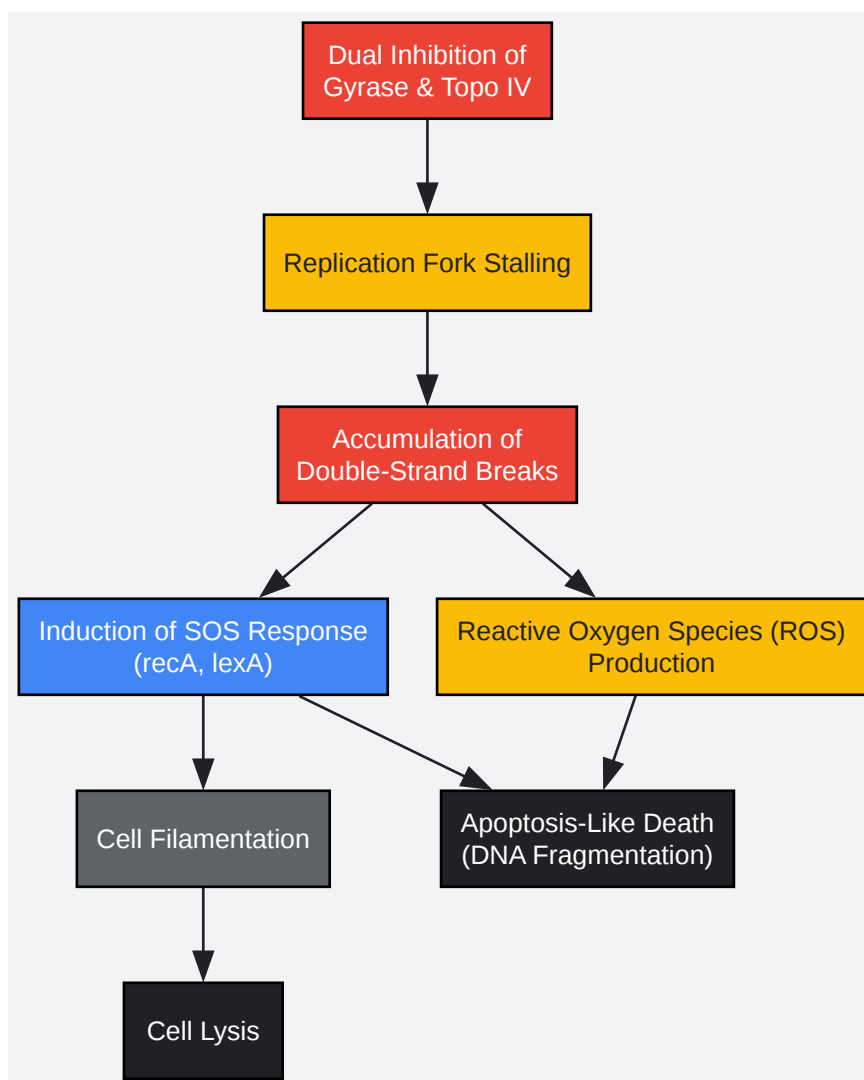 Dual Inhibition of
Gyrase & Topo IV
Replication Fork Stalling
Accumulation of
Double-Strand Breaks
Induction of SOS Response
(recA, lexA)
Reactive Oxygen Species (ROS)
Production
Cell Filamentation
Apoptosis-Like Death
(DNA Fragmentation)
Cell Lysis